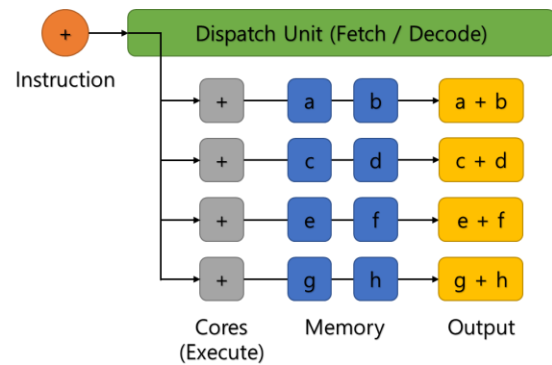 +
Dispatch Unit (Fetch / Decode)
Instruction
+ a b a + b
+ c d c + d
+ e f e + f
+ g h g + h
Cores
(Execute)
Memory
Output